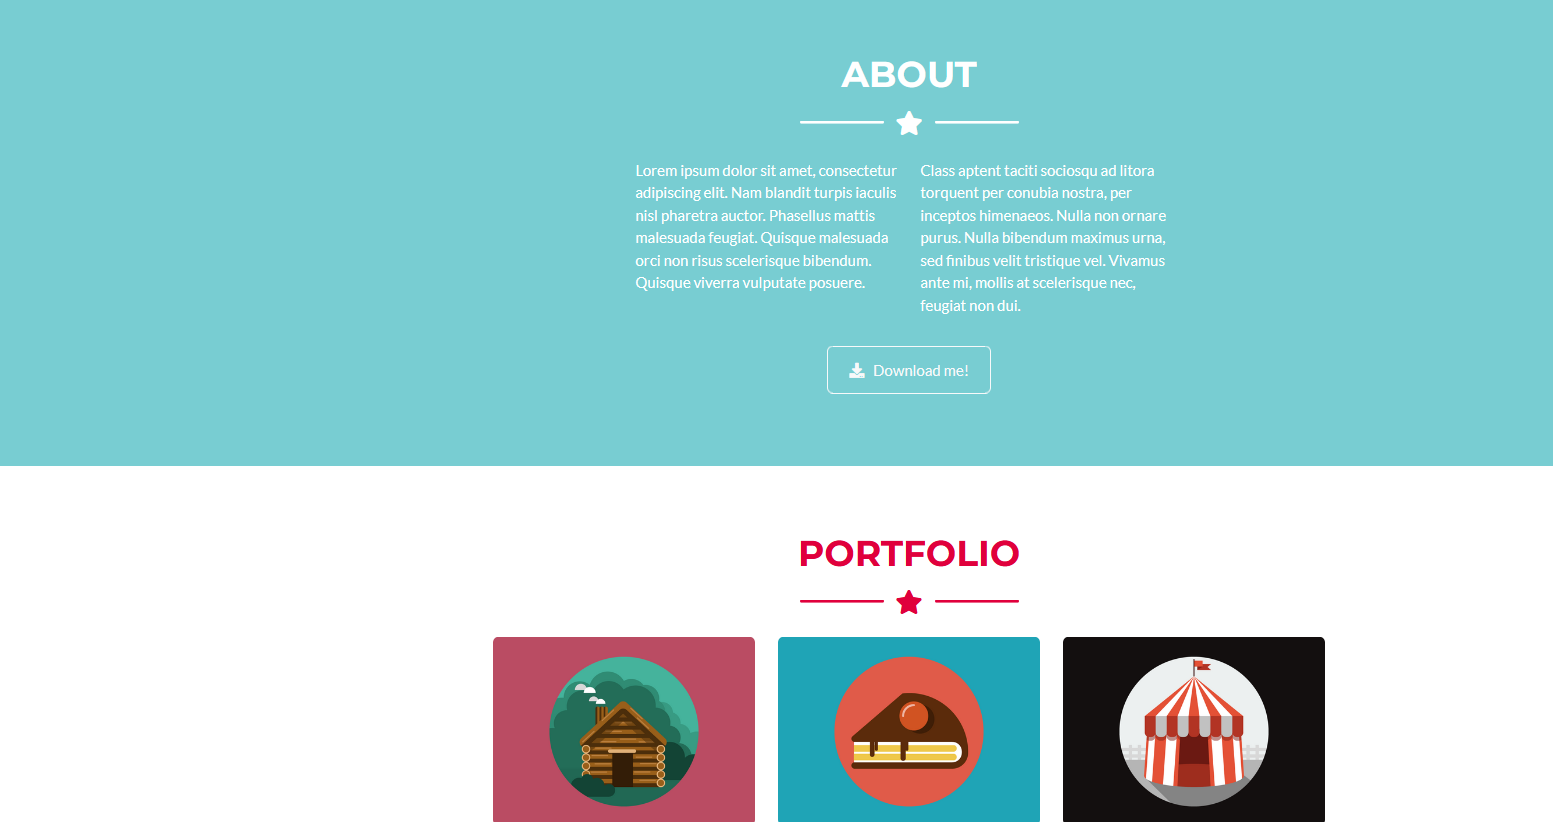 ABOUT
Lorem ipsum dolor sit amet, consectetur
adipiscing elit. Nam blandit turpis iaculis
nisl pharetra auctor. Phasellus mattis
malesuada feugiat. Quisque malesuada
orci non risus scelerisque bibendum.
Quisque viverra vulputate posuere.
Class aptent taciti sociosqu ad litora
torquent per conubia nostra, per
inceptos himenaeos. Nulla non ornare
purus. Nulla bibendum maximus urna,
sed finibus velit tristique vel. Vivamus
ante mi, mollis at scelerisque nec,
feugiat non dui.
Download me!
PORTFOLIO